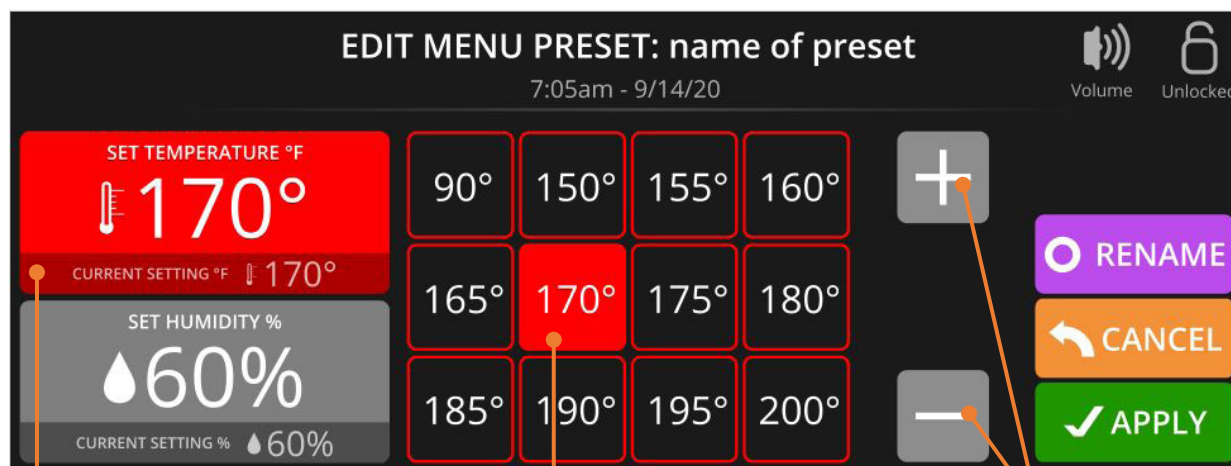 EDIT MENU PRESET: name of preset
7:05am - 9/14/20
Volume
Unlocked
SET TEMPERATURE °F
170°
CURRENT SETTING °F 170°
SET HUMIDITY %
60%
CURRENT SETTING % 60%
90° 150° 155° 160°
165° 170° 175° 180°
185° 190° 195° 200°
+
—
RENAME
CANCEL
APPLY